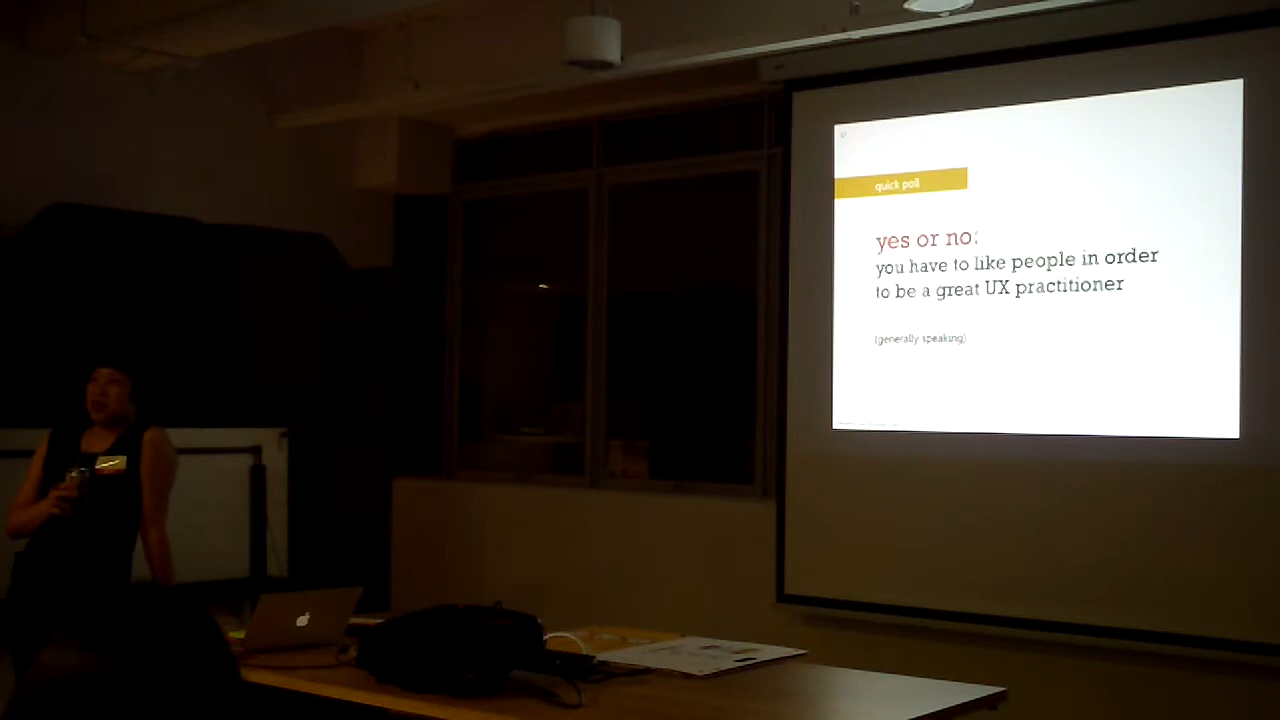 quick poll
yes or no:
you have to like people in order
to be a great UX practitioner
(generally speaking)